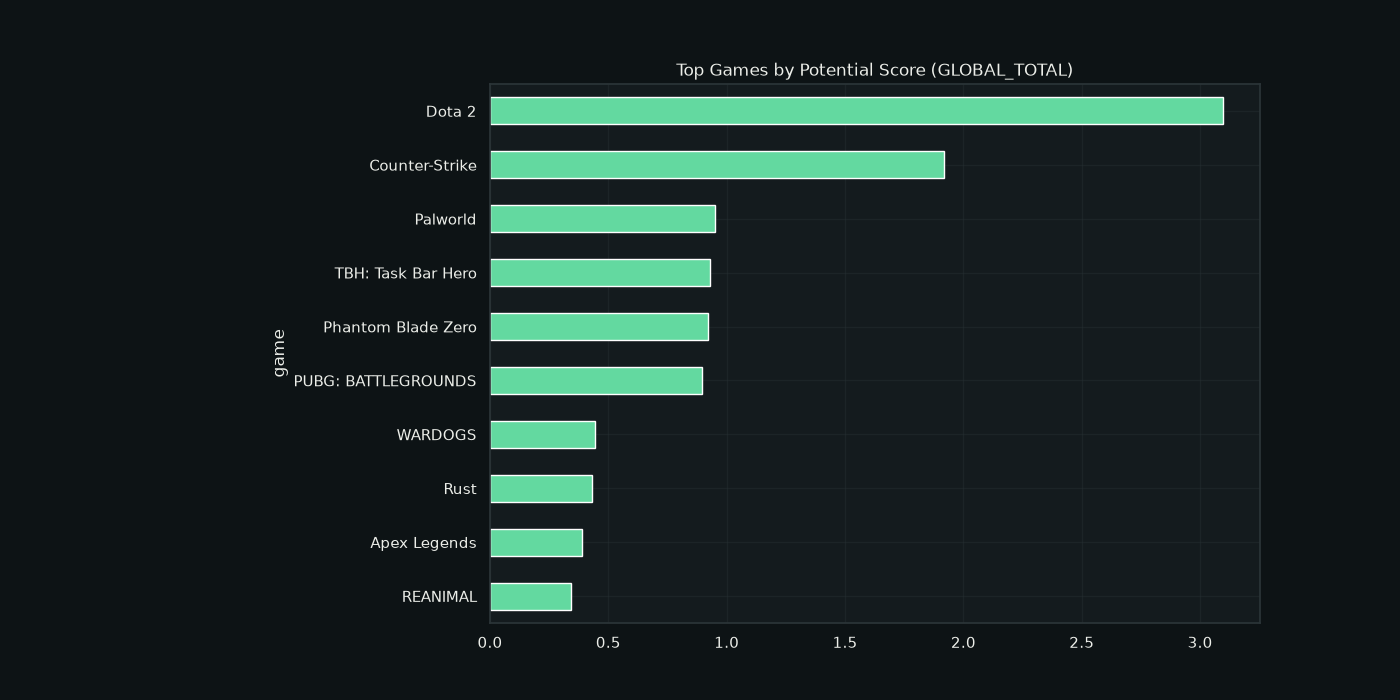 Top Games by Potential Score (GLOBAL_TOTAL)
Dota 2
Counter-Strike
Palworld
TBH: Task Bar Hero
Phantom Blade Zero
game
PUBG: BATTLEGROUNDS
WARDOGS
Rust
Apex Legends
REANIMAL
0.0 0.5 1.0 1.5 2.0 2.5 3.0